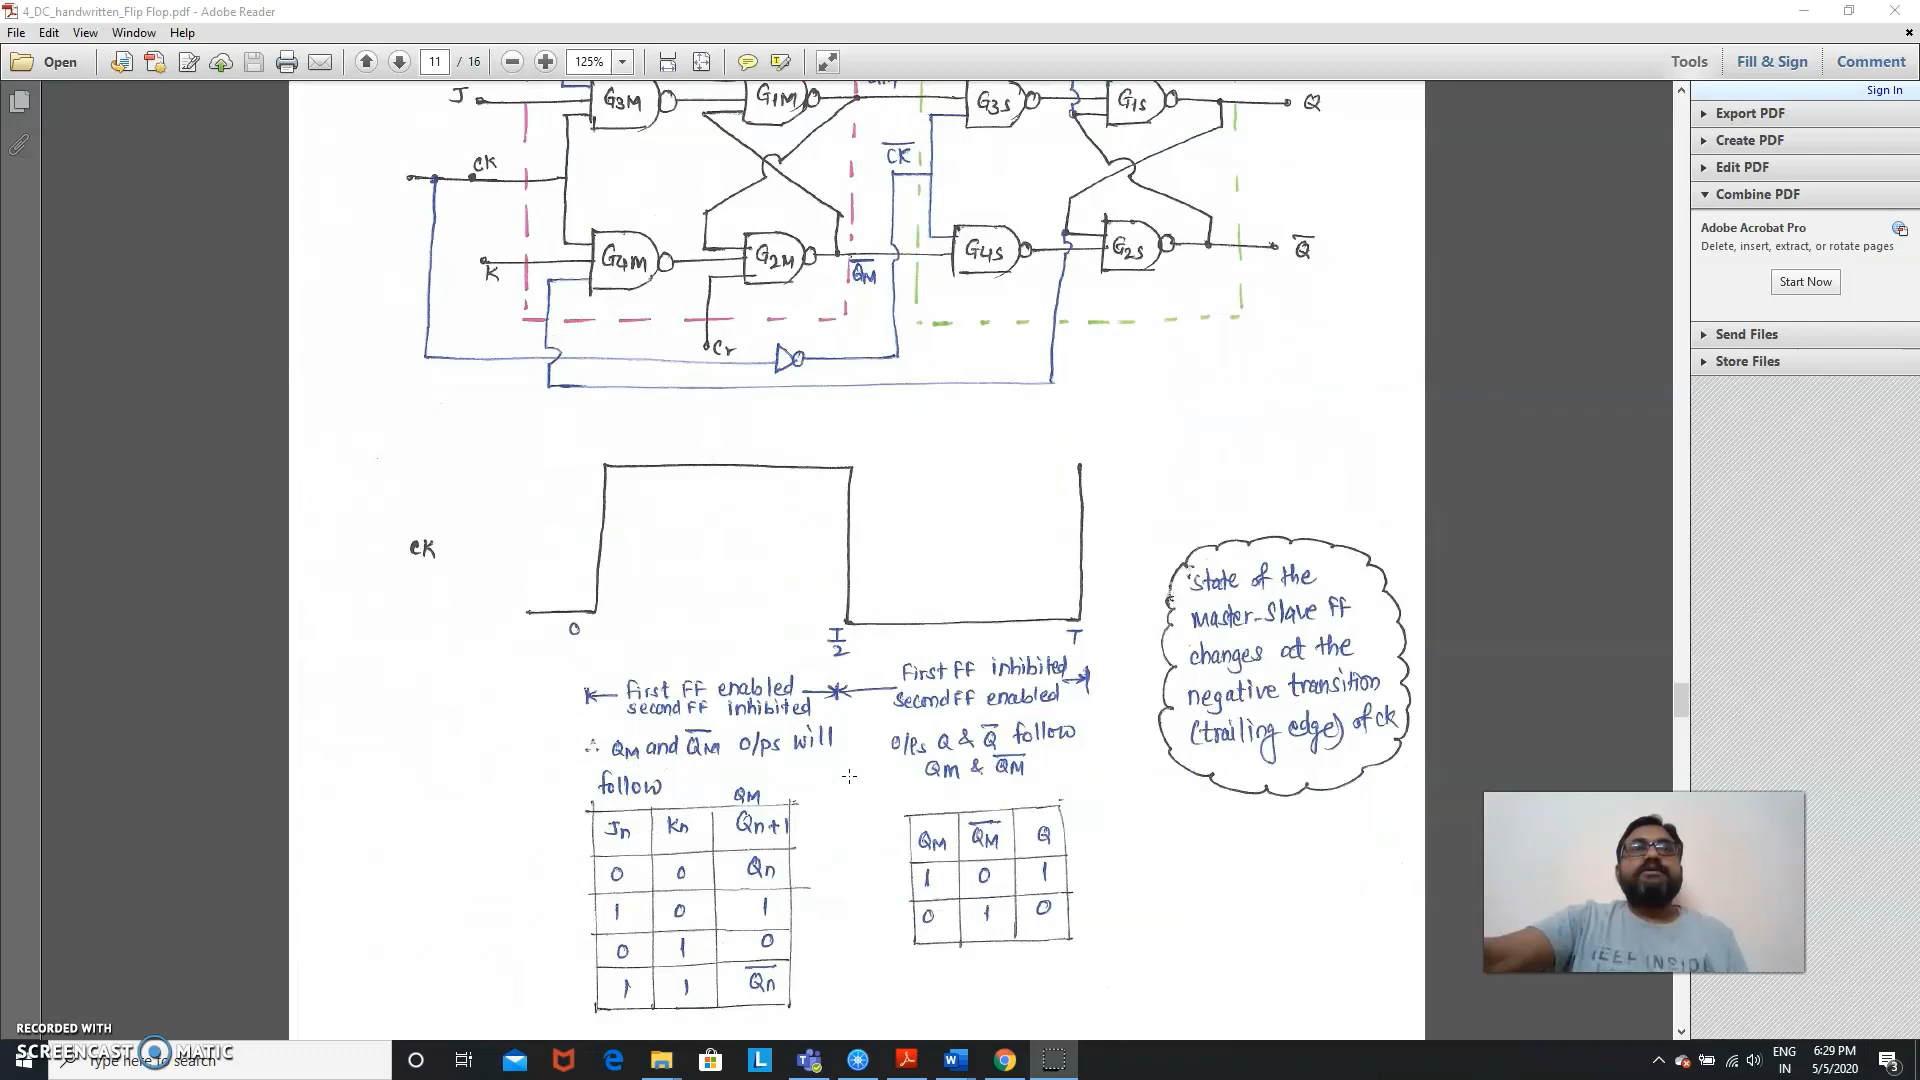 4_DC_handwritten_Flip Flop.pdf - Adobe Reader
File Edit View Window Help
Open 11 / 16 125% Tools Fill & Sign Comment
Sign In
Export PDF
Create PDF
Edit PDF
Combine PDF
Adobe Acrobat Pro
Delete, insert, extract, or rotate pages
Start Now
Send Files
Store Files
J G3M G1M G3S G1S Q
CK
C̅K̅
K G4M G2M Q̅M̅ G4S G2S Q̅
Cr
CK
0 T/2 T
First FF enabled
second FF inhibited
∴ QM and Q̅M̅ o/ps will
follow
First FF inhibited
second FF enabled
o/ps Q & Q̅ follow
QM & Q̅M̅
State of the
master-slave FF
changes at the
negative transition
(trailing edge) of CK
QM
Jn Kn Qn+1
0 0 Qn
1 0 1
0 1 0
1 1 Q̅n̅
QM Q̅M̅ Q
1 0 1
0 1 0
RECORDED WITH
SCREENCAST MATIC
Type here to search
ENG
IN
6:29 PM
5/5/2020
3